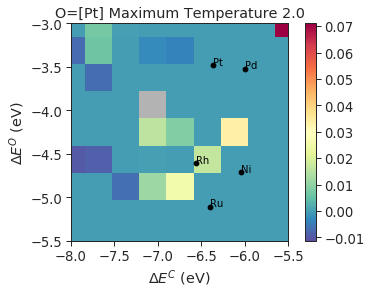 O=[Pt] Maximum Temperature 2.0
−3.0
−3.5
−4.0
−4.5
−5.0
−5.5
ΔE^O (eV)
Pt
Pd
Rh
Ni
Ru
−8.0 −7.5 −7.0 −6.5 −6.0 −5.5
ΔE^C (eV)
0.07
0.06
0.05
0.04
0.03
0.02
0.01
0.00
−0.01